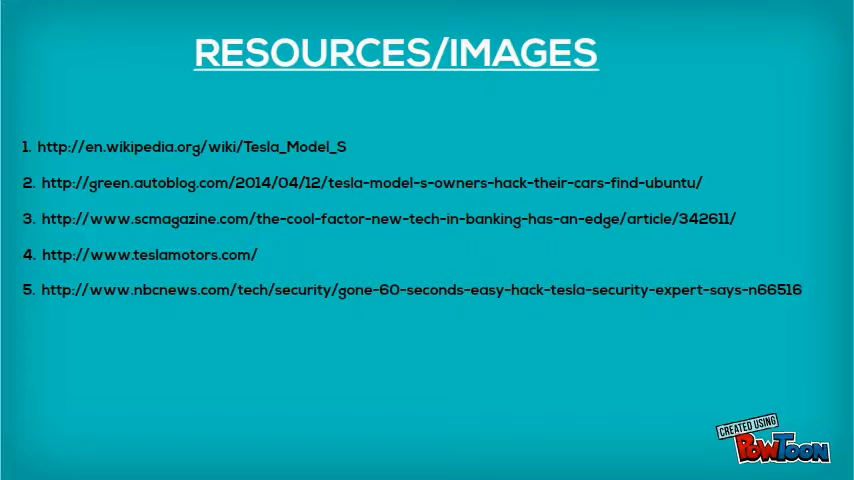 RESOURCES/IMAGES
1. http://en.wikipedia.org/wiki/Tesla_Model_S
2. http://green.autoblog.com/2014/04/12/tesla-model-s-owners-hack-their-cars-find-ubuntu/
3. http://www.scmagazine.com/the-cool-factor-new-tech-in-banking-has-an-edge/article/342611/
4. http://www.teslamotors.com/
5. http://www.nbcnews.com/tech/security/gone-60-seconds-easy-hack-tesla-security-expert-says-n66516
CREATED USING
POWTOON